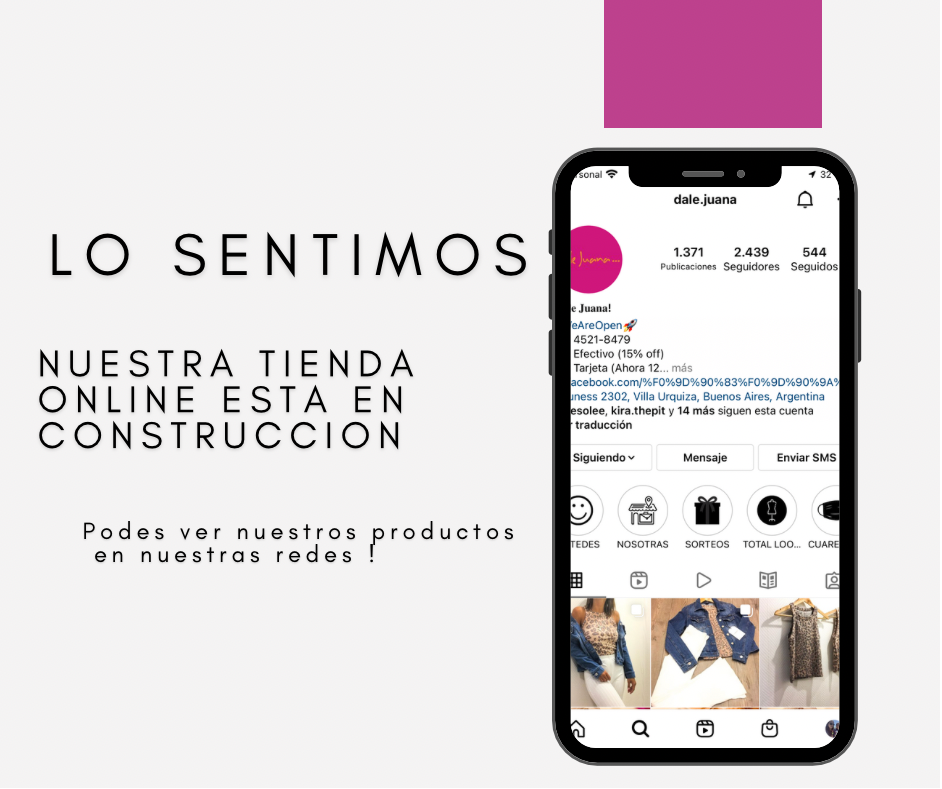 LO SENTIMOS
NUESTRA TIENDA
ONLINE ESTA EN
CONSTRUCCION
Podes ver nuestros productos
en nuestras redes !
rsonal
32
dale.juana
1.371
Publicaciones
2.439
Seguidores
544
Seguidos
e Juana....
e Juana!
eAreOpen🚀
4521-8479
Efectivo (15% off)
Tarjeta (Ahora 12... más
acebook.com/%F0%9D%90%83%F0%9D%90%9A%
uness 2302, Villa Urquiza, Buenos Aires, Argentina
esolee, kira.thepit y 14 más siguen esta cuenta
r traducción
Siguiendo
Mensaje
Enviar SMS
TEDES
NOSOTRAS
SORTEOS
TOTAL LOO...
CUARE